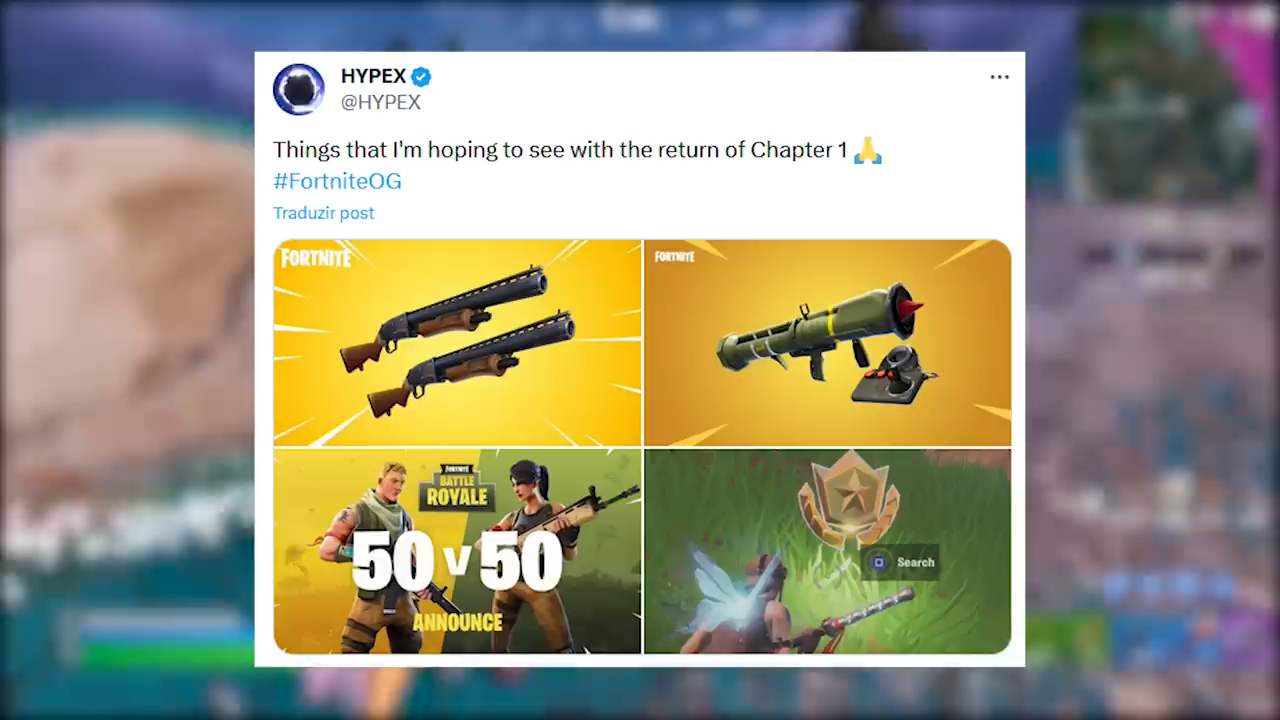 HYPEX
@HYPEX
Things that I'm hoping to see with the return of Chapter 1 🙏
#FortniteOG
Traduzir post
FORTNITE
FORTNITE
FORTNITE
BATTLE
ROYALE
50 v 50
ANNOUNCE
Search